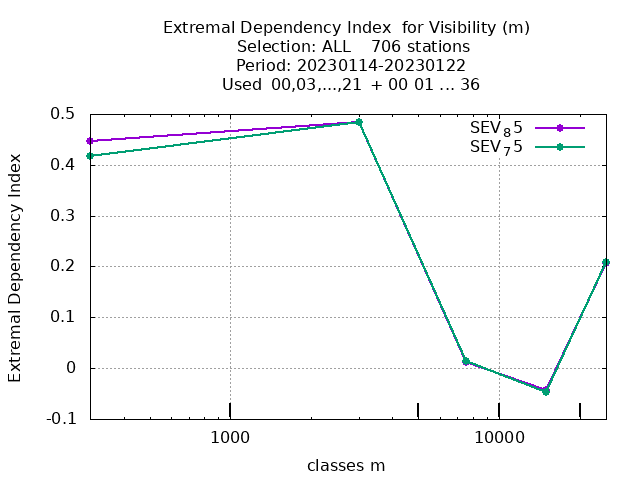 Extremal Dependency Index  for Visibility (m)
Selection: ALL    706 stations
Period: 20230114-20230122
Used  00,03,...,21  + 00 01 ... 36
SEV₈5
SEV₇5
Extremal Dependency Index
0.5
0.4
0.3
0.2
0.1
0
-0.1
1000
10000
classes m